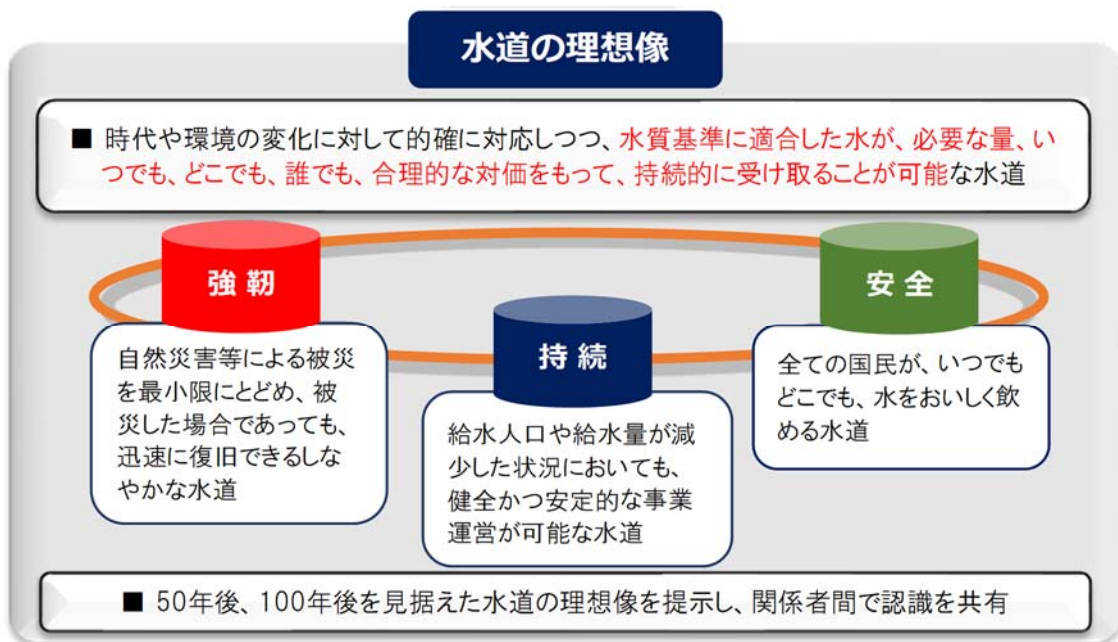 水道の理想像
■ 時代や環境の変化に対して的確に対応しつつ、水質基準に適合した水が、必要な量、い
つでも、どこでも、誰でも、合理的な対価をもって、持続的に受け取ることが可能な水道
強 靭
自然災害等による被災
を最小限にとどめ、被
災した場合であっても、
迅速に復旧できるしな
やかな水道
持 続
給水人口や給水量が減
少した状況においても、
健全かつ安定的な事業
運営が可能な水道
安 全
全ての国民が、いつでも
どこでも、水をおいしく飲
める水道
■ 50年後、100年後を見据えた水道の理想像を提示し、関係者間で認識を共有